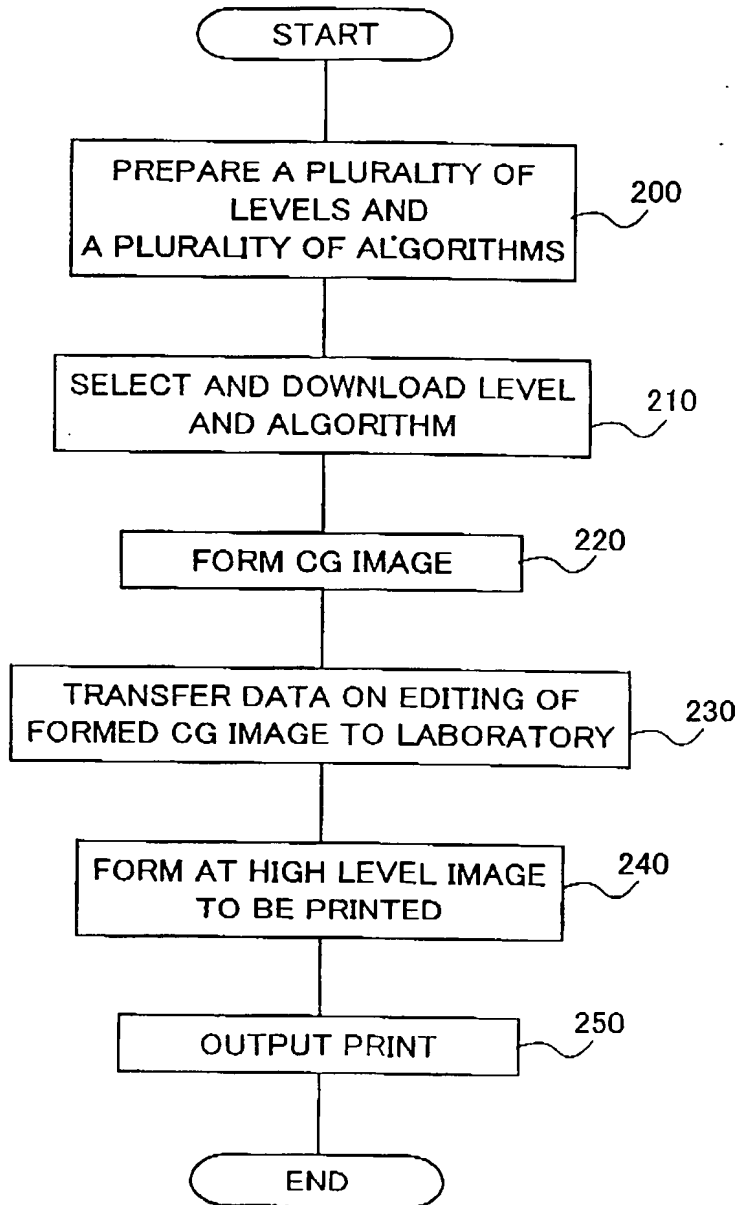 START
PREPARE A PLURALITY OF
LEVELS AND
A PLURALITY OF ALGORITHMS
200
SELECT AND DOWNLOAD LEVEL
AND ALGORITHM
210
FORM CG IMAGE
220
TRANSFER DATA ON EDITING OF
FORMED CG IMAGE TO LABORATORY
230
FORM AT HIGH LEVEL IMAGE
TO BE PRINTED
240
OUTPUT PRINT
250
END